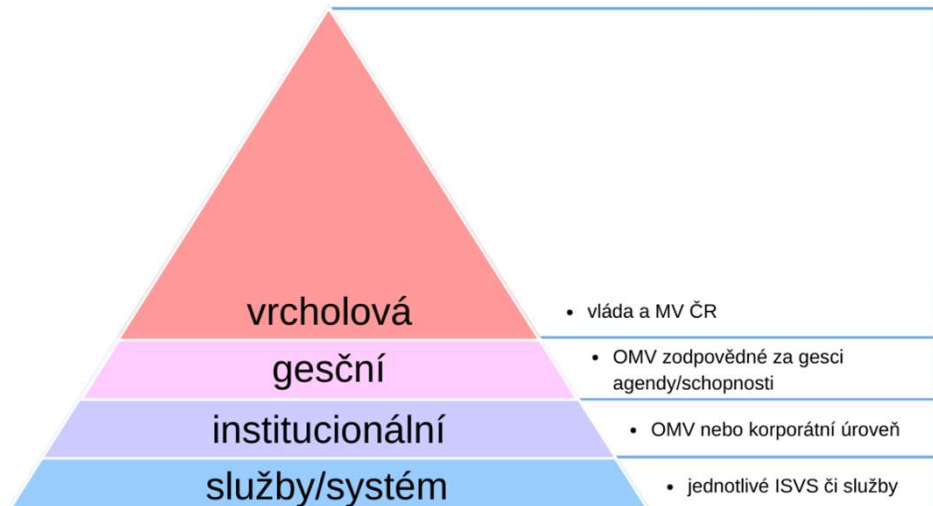 vrcholová
• vláda a MV ČR
gesční
• OMV zodpovědné za gesci
agendy/schopnosti
institucionální
• OMV nebo korporátní úroveň
služby/systém
• jednotlivé ISVS či služby